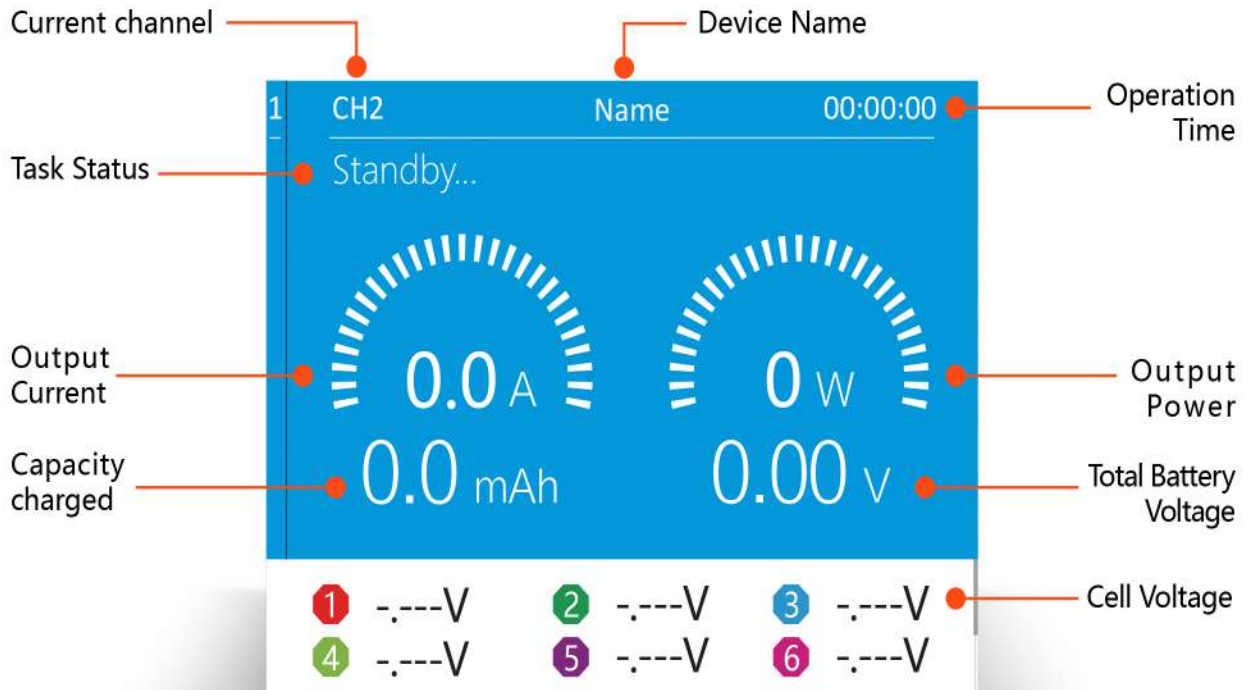 Current channel
Device Name
1 CH2 Name 00:00:00
Operation
Time
Task Status
Standby...
Output
Current
0.0 A
0 W
Output
Power
Capacity
charged
0.0 mAh
0.00 V
Total Battery
Voltage
1 -.---V 2 -.---V 3 -.---V
Cell Voltage
4 -.---V 5 -.---V 6 -.---V